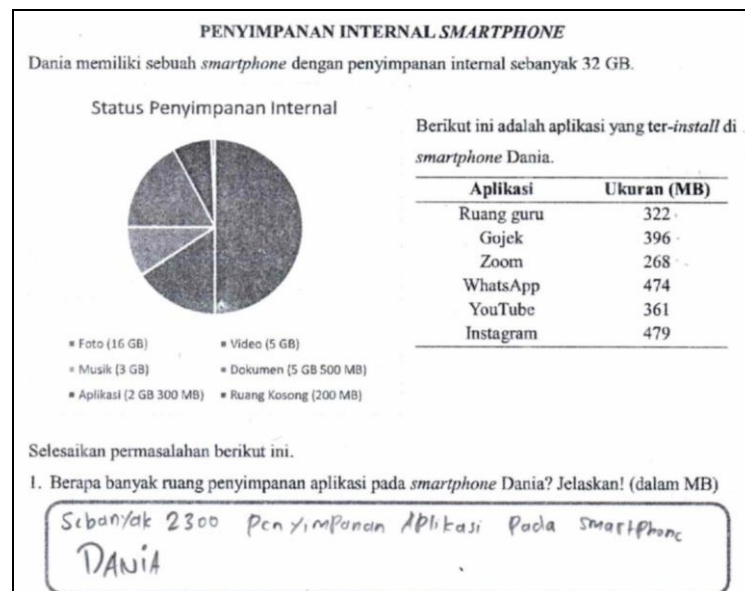 PENYIMPANAN INTERNAL SMARTPHONE
Dania memiliki sebuah smartphone dengan penyimpanan internal sebanyak 32 GB.
Status Penyimpanan Internal
Foto (16 GB)
Video (5 GB)
Musik (3 GB)
Dokumen (5 GB 500 MB)
Aplikasi (2 GB 300 MB)
Ruang Kosong (200 MB)
Berikut ini adalah aplikasi yang ter-install di
smartphone Dania.
Aplikasi Ukuran (MB)
Ruang guru 322
Gojek 396
Zoom 268
WhatsApp 474
YouTube 361
Instagram 479
Selesaikan permasalahan berikut ini.
1. Berapa banyak ruang penyimpanan aplikasi pada smartphone Dania? Jelaskan! (dalam MB)
Sebanyak 2300 Penyimpanan Aplikasi Pada smartphone
DANIA